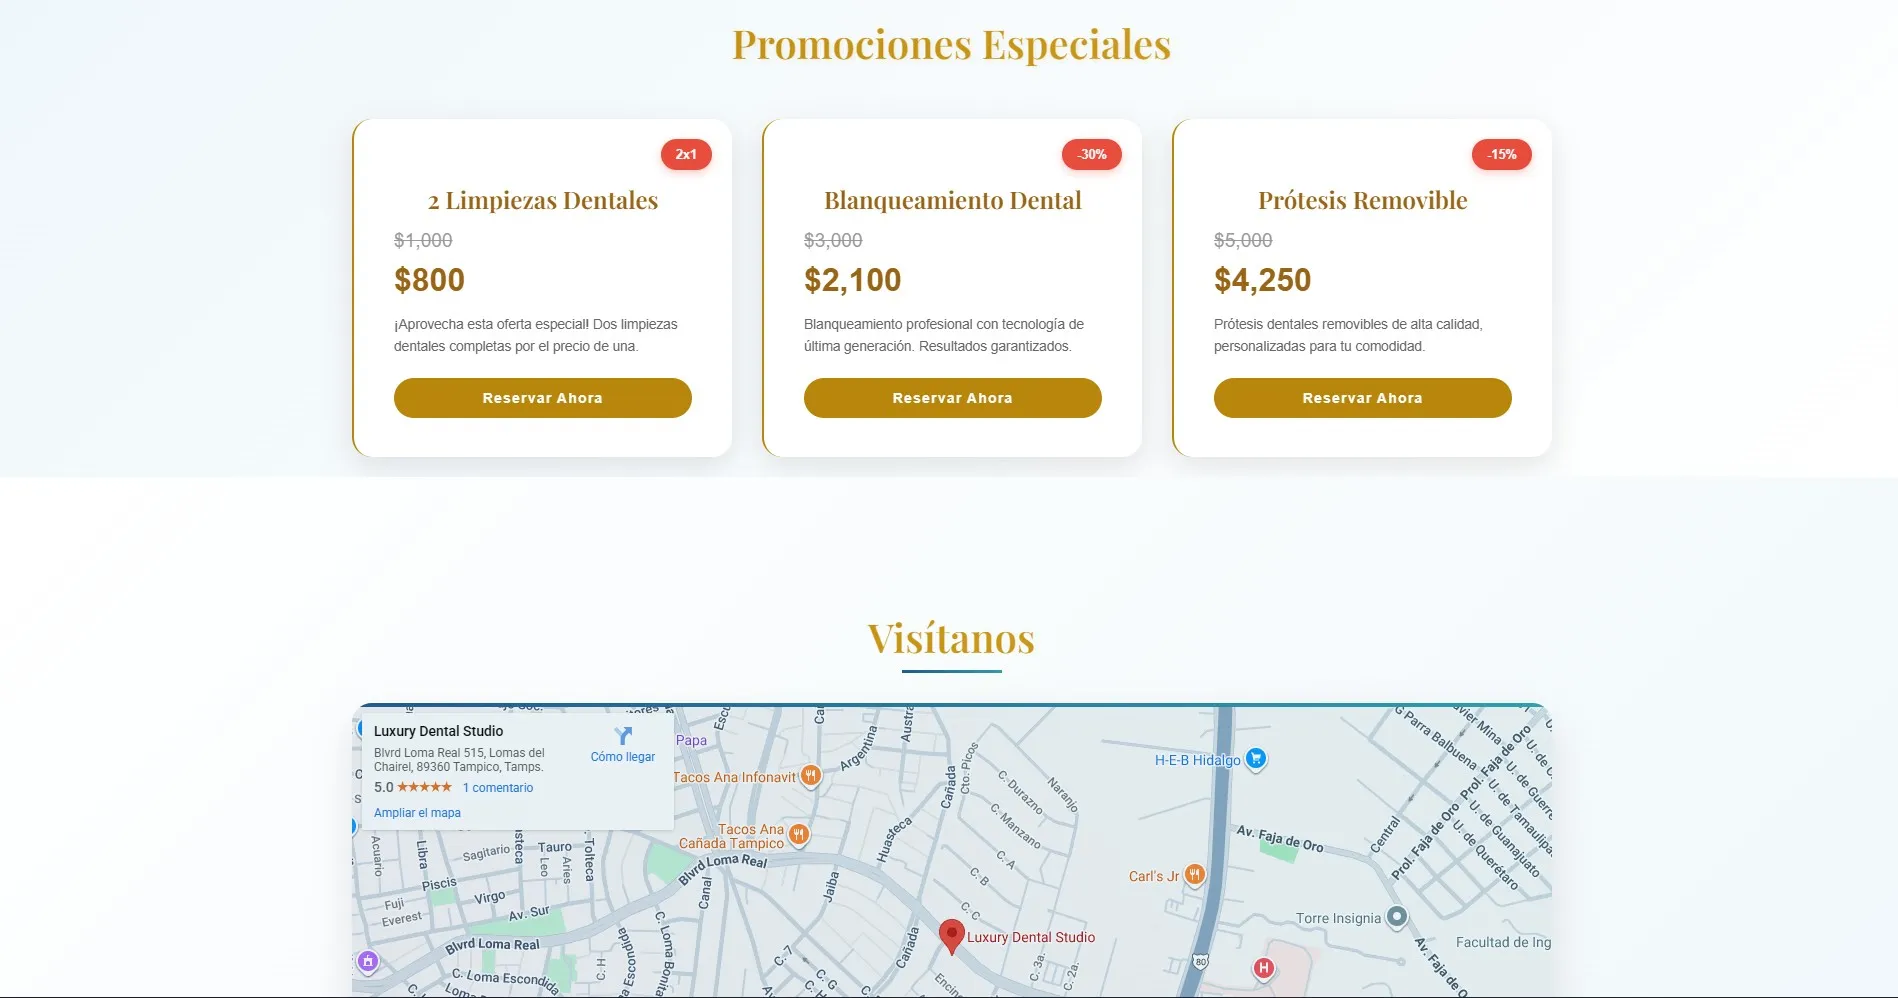 Promociones Especiales
2x1
2 Limpiezas Dentales
$1,000
$800
¡Aprovecha esta oferta especial! Dos limpiezas
dentales completas por el precio de una.
Reservar Ahora
-30%
Blanqueamiento Dental
$3,000
$2,100
Blanqueamiento profesional con tecnología de
última generación. Resultados garantizados.
Reservar Ahora
-15%
Prótesis Removible
$5,000
$4,250
Prótesis dentales removibles de alta calidad,
personalizadas para tu comodidad.
Reservar Ahora
Visítanos
Luxury Dental Studio
Blvrd Loma Real 515, Lomas del
Chairel, 89360 Tampico, Tamps.
5.0 ★★★★★ 1 comentario
Cómo llegar
Ampliar el mapa
Papa
Tacos Ana Infonavit
Argentina
Cto. Picos
Cañada
C. Durazno
Naranjo
C. Manzano
H-E-B Hidalgo
G Parra Balbuena
Prol. Faja de Oro
U. de Tamaulipas
U. de Guanajuato
U. de Querétaro
Tacos Ana
Cañada Tampico
Huasteca
Blvrd Loma Real
C. A
C. B
C. C
Av. Faja de Oro
Central
Prol. Faja de Oro
Carl's Jr
Acuario
Libra
Sagitario
Tauro
Leo
Aries
Tolteca
Piscis
Virgo
Fuji
Everest
Av. Sur
Canal
Jaiba
Blvrd Loma Real
C. Loma Escondida
C. H
C. Loma Bonita
C. 7
C. G
Cañada
Luxury Dental Studio
C. 3a.
C. 2a.
80
H
Torre Insignia
Facultad de Ing
Av. Faja de O